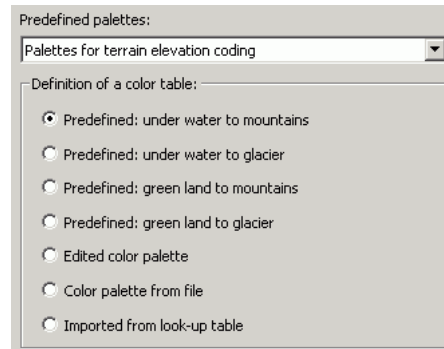 Predefined palettes:
Palettes for terrain elevation coding
Definition of a color table:
Predefined: under water to mountains
Predefined: under water to glacier
Predefined: green land to mountains
Predefined: green land to glacier
Edited color palette
Color palette from file
Imported from look-up table